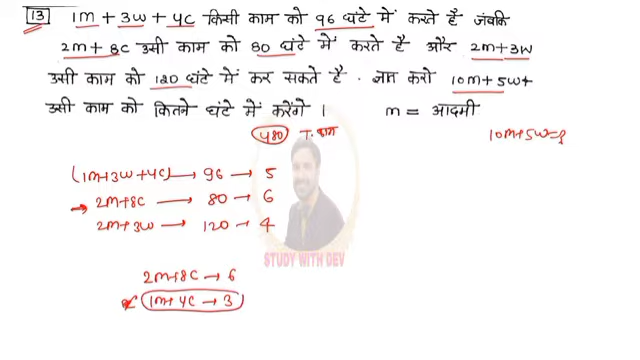 13 1m + 3w + 4c किसी काम को 96 घंटे में करते है जबकि
2m + 8c उसी काम को 80 घंटे में करते है और 2m+3w
उसी काम को 120 घंटे में कर सकते है. ज्ञात करो 10m+5w+
उसी काम को कितने घंटे में करेंगे । m = आदमी
480 T. काम 10m+5w=
(1m+3w+4c) → 96 → 5
→ 2m+8c → 80 → 6
2m+3w → 120 → 4
STUDY WITH DEV
2m+8c → 6
1m+4c → 3